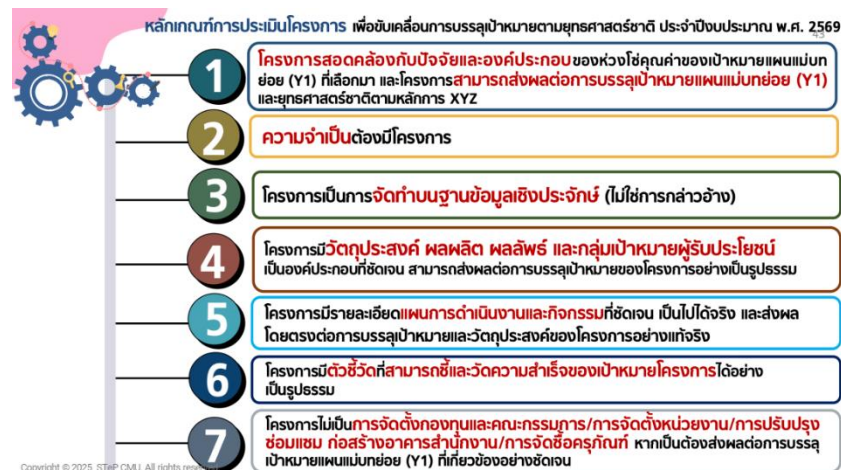 หลักเกณฑ์การประเมินโครงการ เพื่อขับเคลื่อนการบรรลุเป้าหมายตามยุทธศาสตร์ชาติ ประจำปีงบประมาณ พ.ศ. 2569
43
1
โครงการสอดคล้องกับปัจจัยและองค์ประกอบของห่วงโซ่คุณค่าของเป้าหมายแผนแม่บท
ย่อย (Y1) ที่เลือกมา และโครงการสามารถส่งผลต่อการบรรลุเป้าหมายแผนแม่บทย่อย (Y1)
และยุทธศาสตร์ชาติตามหลักการ XYZ
2
ความจำเป็นต้องมีโครงการ
3
โครงการเป็นการจัดทำบนฐานข้อมูลเชิงประจักษ์ (ไม่ใช่การกล่าวอ้าง)
4
โครงการมีวัตถุประสงค์ ผลผลิต ผลลัพธ์ และกลุ่มเป้าหมายผู้รับประโยชน์
เป็นองค์ประกอบที่ชัดเจน สามารถส่งผลต่อการบรรลุเป้าหมายของโครงการอย่างเป็นรูปธรรม
5
โครงการมีรายละเอียดแผนการดำเนินงานและกิจกรรมที่ชัดเจน เป็นไปได้จริง และส่งผล
โดยตรงต่อการบรรลุเป้าหมายและวัตถุประสงค์ของโครงการอย่างแท้จริง
6
โครงการมีตัวชี้วัดที่สามารถชี้และวัดความสำเร็จของเป้าหมายโครงการได้อย่าง
เป็นรูปธรรม
7
โครงการไม่เป็นการจัดตั้งกองทุนและคณะกรรมการ/การจัดตั้งหน่วยงาน/การปรับปรุง
ซ่อมแซม ก่อสร้างอาคารสำนักงาน/การจัดซื้อครุภัณฑ์ หากเป็นต้องส่งผลต่อการบรรลุ
เป้าหมายแผนแม่บทย่อย (Y1) ที่เกี่ยวข้องอย่างชัดเจน
Copyright © 2025 STeP CMU. All rights